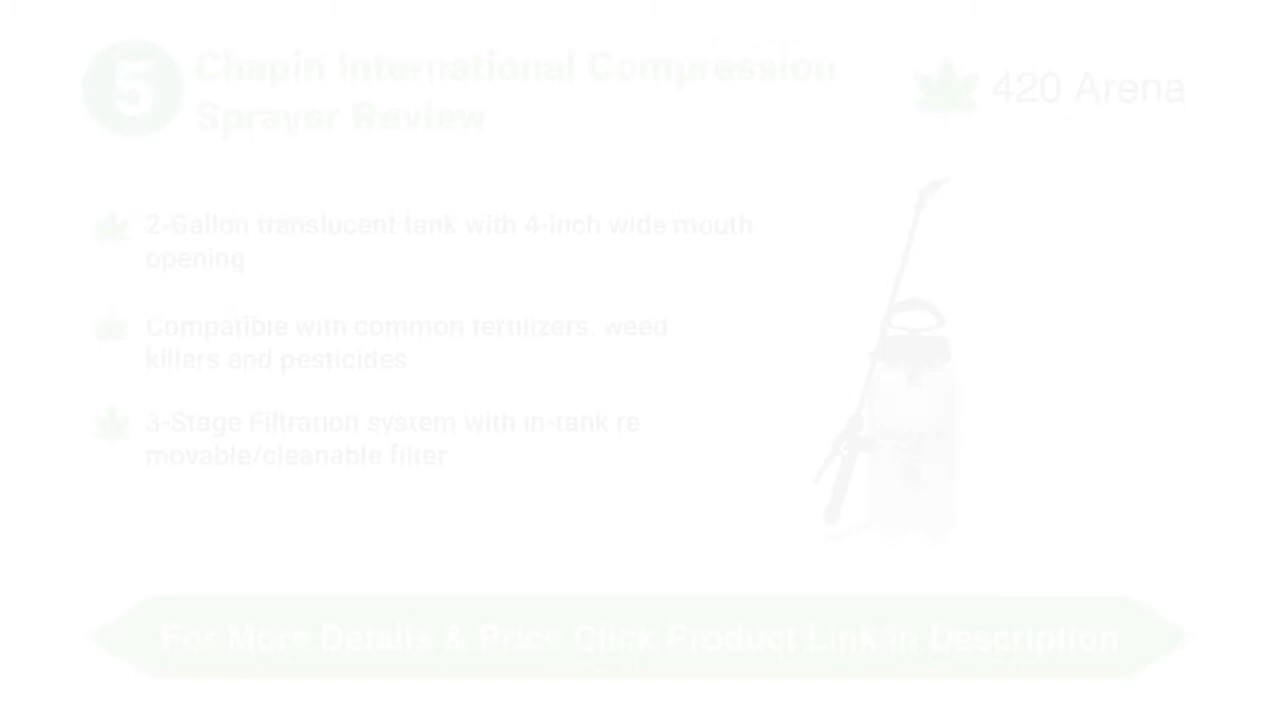 5
Chapin International Compression
Sprayer Review
420 Arena
2-Gallon translucent tank with 4-inch wide mouth
opening
Compatible with common fertilizers, weed
killers and pesticides
3-Stage Filtration system with in-tank re
movable/cleanable filter
For More Details & Price Click Product Link in Description